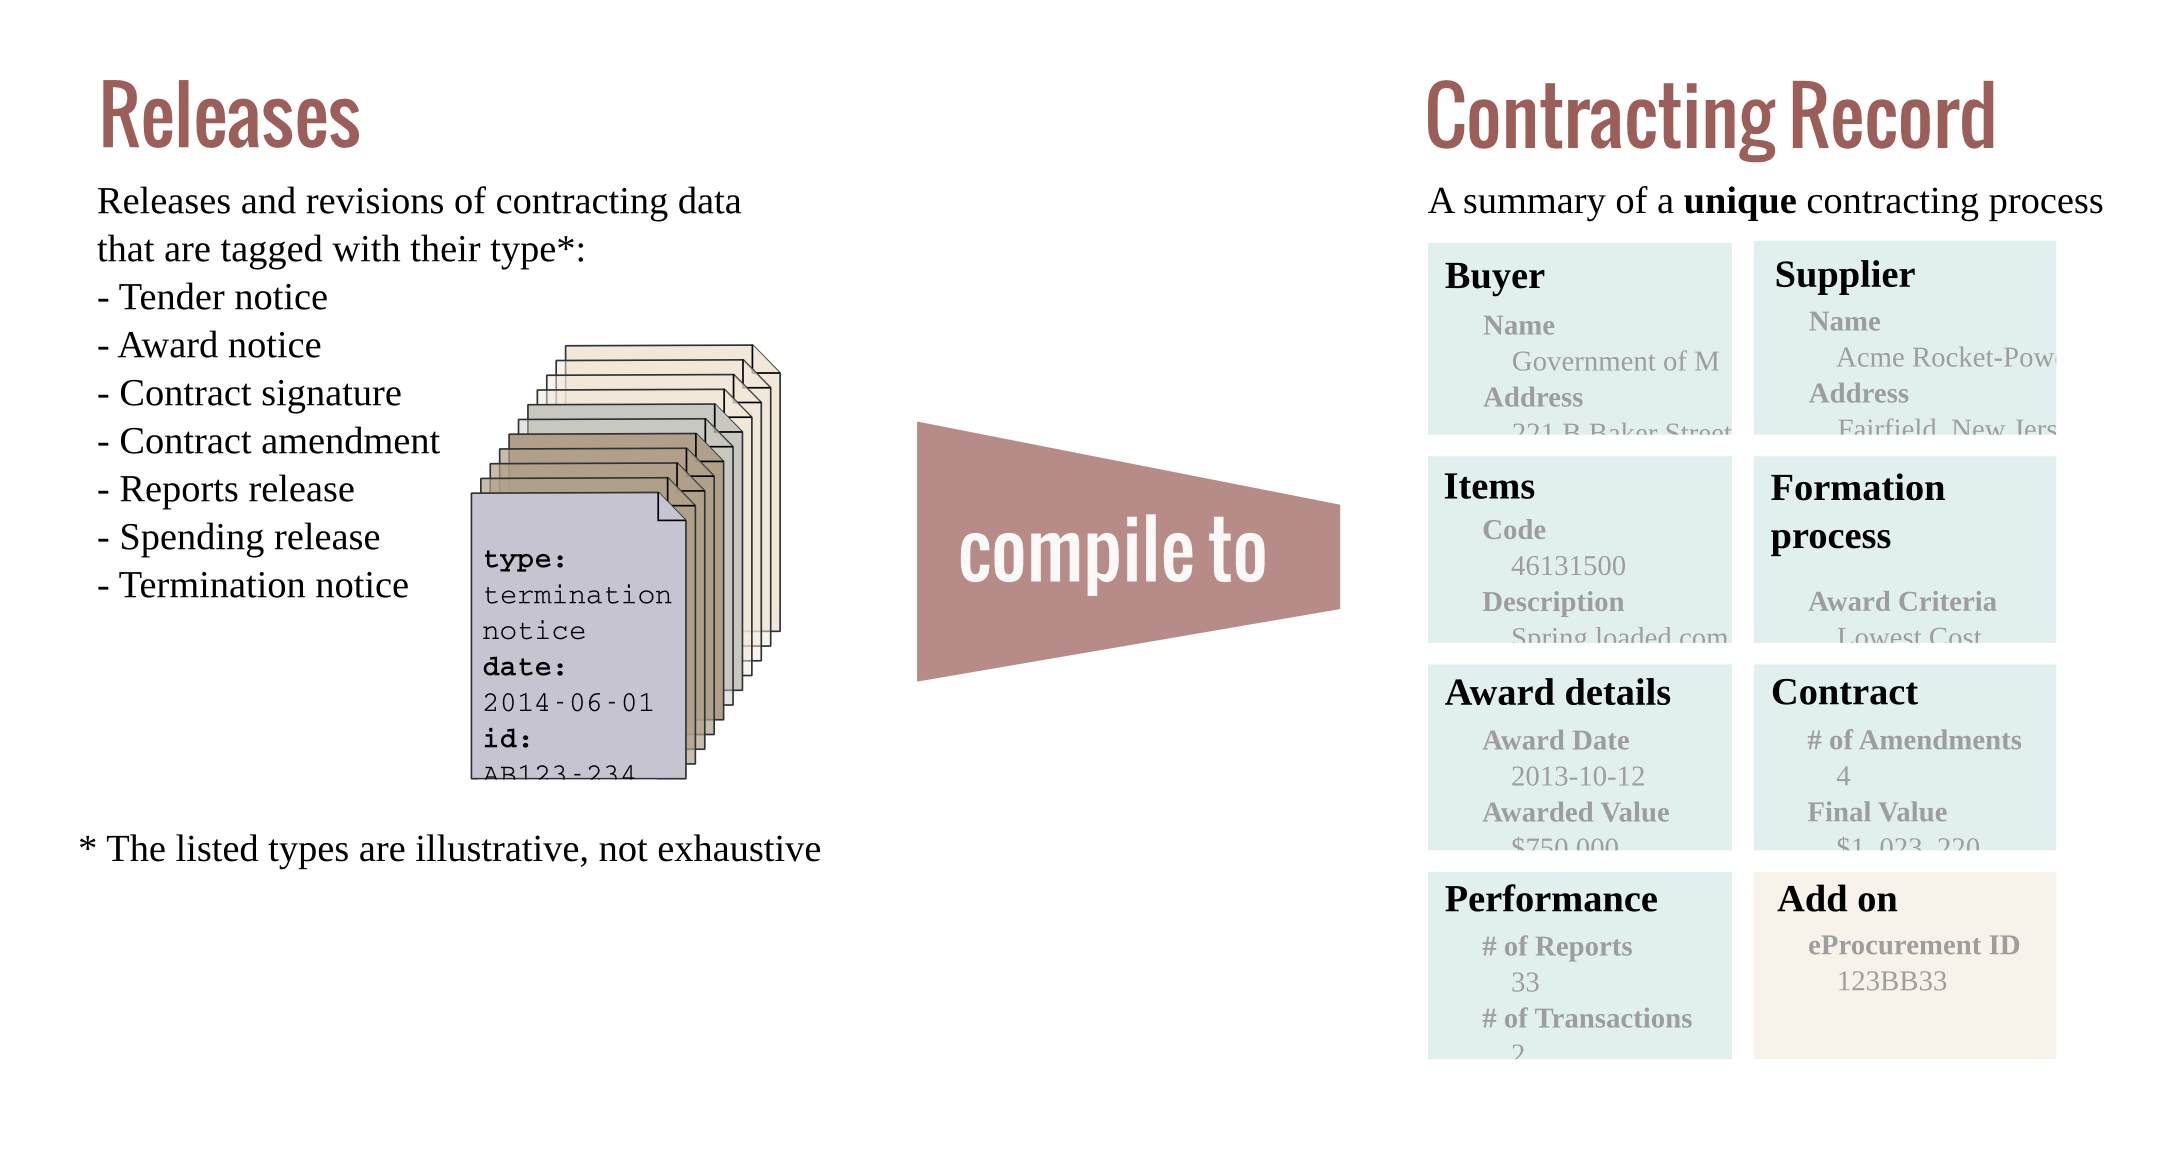 Releases
Releases and revisions of contracting data
that are tagged with their type*:
- Tender notice
- Award notice
- Contract signature
- Contract amendment
- Reports release
- Spending release
- Termination notice
type:
termination
notice
date:
2014-06-01
id:
AB123-234
* The listed types are illustrative, not exhaustive
compile to
Contracting Record
A summary of a unique contracting process
Buyer
Name
Government of M
Address
221 B Baker Street
Supplier
Name
Acme Rocket-Pow
Address
Fairfield, New Jers
Items
Code
46131500
Description
Spring loaded com
Formation
process
Award Criteria
Lowest Cost
Award details
Award Date
2013-10-12
Awarded Value
$750,000
Contract
# of Amendments
4
Final Value
$1, 023, 220
Performance
# of Reports
33
# of Transactions
2
Add on
eProcurement ID
123BB33